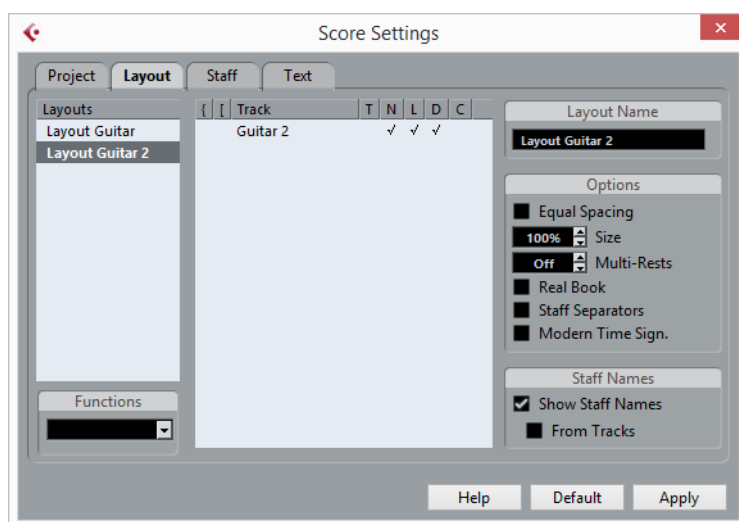 Score Settings
Project Layout Staff Text
Layouts
Layout Guitar
Layout Guitar 2
{ [ Track T N L D C
Guitar 2 √ √ √
Layout Name
Layout Guitar 2
Options
Equal Spacing
100% Size
Off Multi-Rests
Real Book
Staff Separators
Modern Time Sign.
Functions
Staff Names
Show Staff Names
From Tracks
Help Default Apply